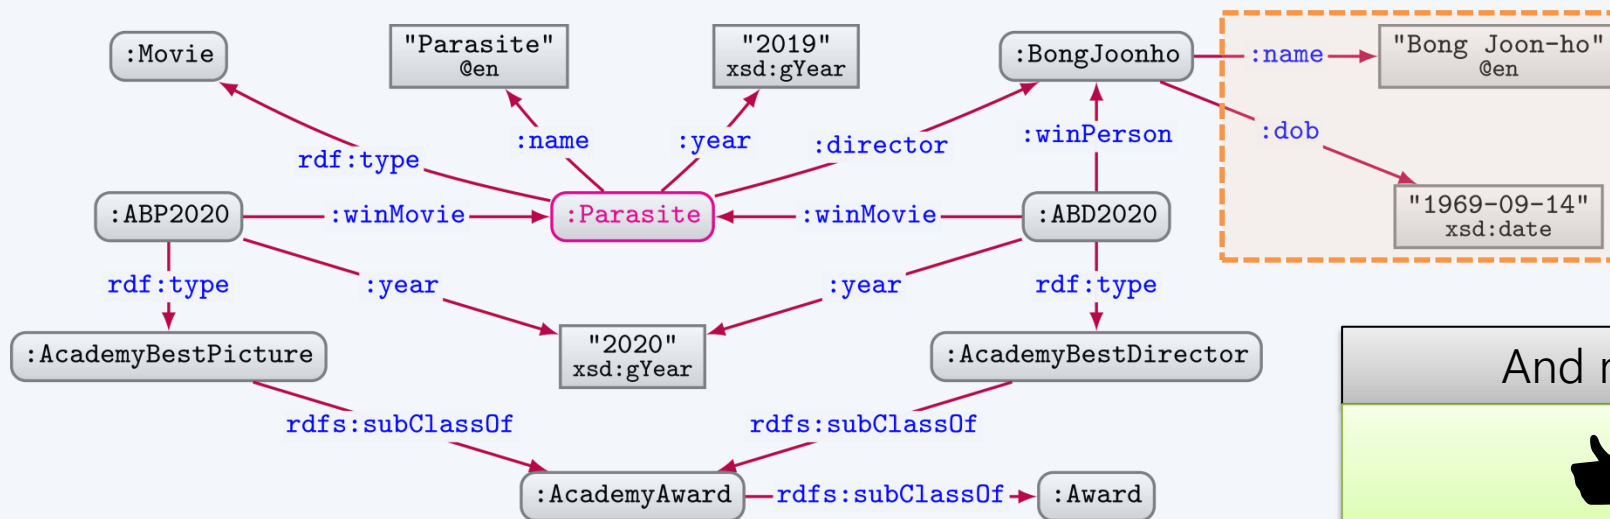 :Movie
"Parasite"
@en
"2019"
xsd:gYear
:BongJoonho
:name
"Bong Joon-ho"
@en
rdf:type
:name
:year
:director
:winPerson
:dob
:ABP2020
:winMovie
:Parasite
:winMovie
:ABD2020
"1969-09-14"
xsd:date
rdf:type
:year
:year
rdf:type
:AcademyBestPicture
"2020"
xsd:gYear
:AcademyBestDirector
And
rdfs:subClassOf
rdfs:subClassOf
:AcademyAward
rdfs:subClassOf
:Award